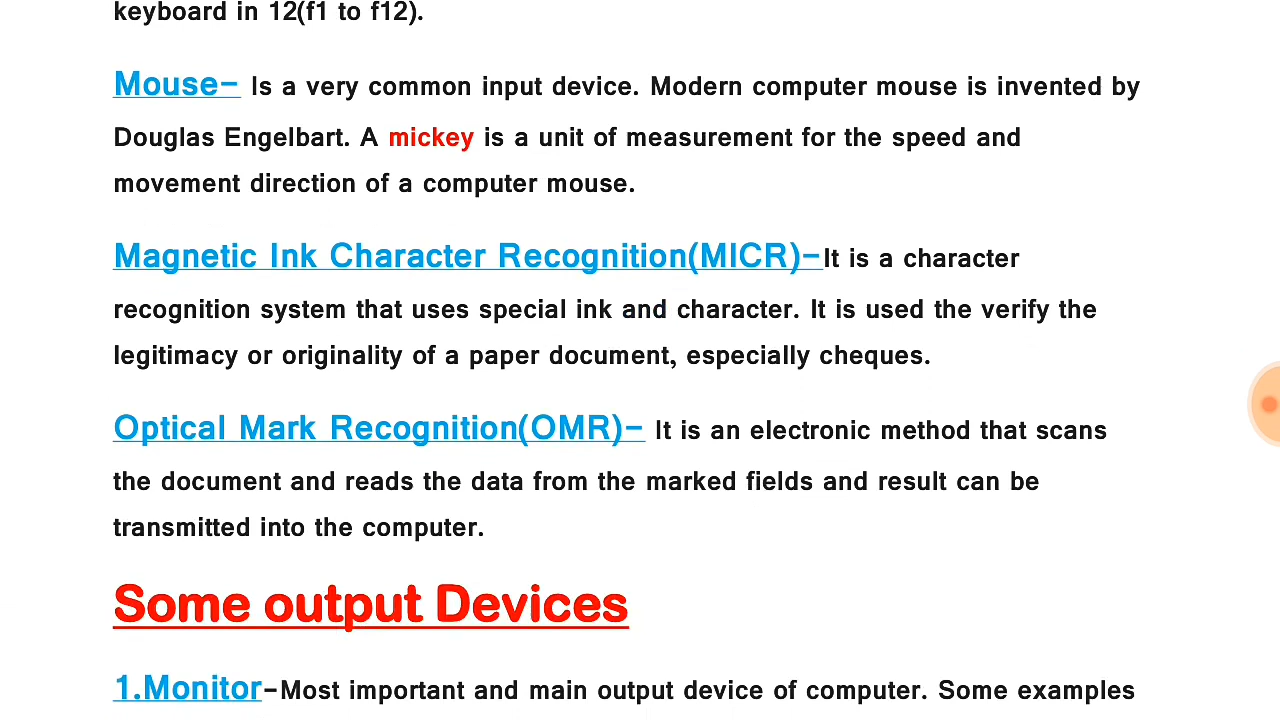 keyboard in 12(f1 to f12).
Mouse- Is a very common input device. Modern computer mouse is invented by
Douglas Engelbart. A mickey is a unit of measurement for the speed and
movement direction of a computer mouse.
Magnetic Ink Character Recognition(MICR)-It is a character
recognition system that uses special ink and character. It is used the verify the
legitimacy or originality of a paper document, especially cheques.
Optical Mark Recognition(OMR)- It is an electronic method that scans
the document and reads the data from the marked fields and result can be
transmitted into the computer.
Some output Devices
1.Monitor-Most important and main output device of computer. Some examples